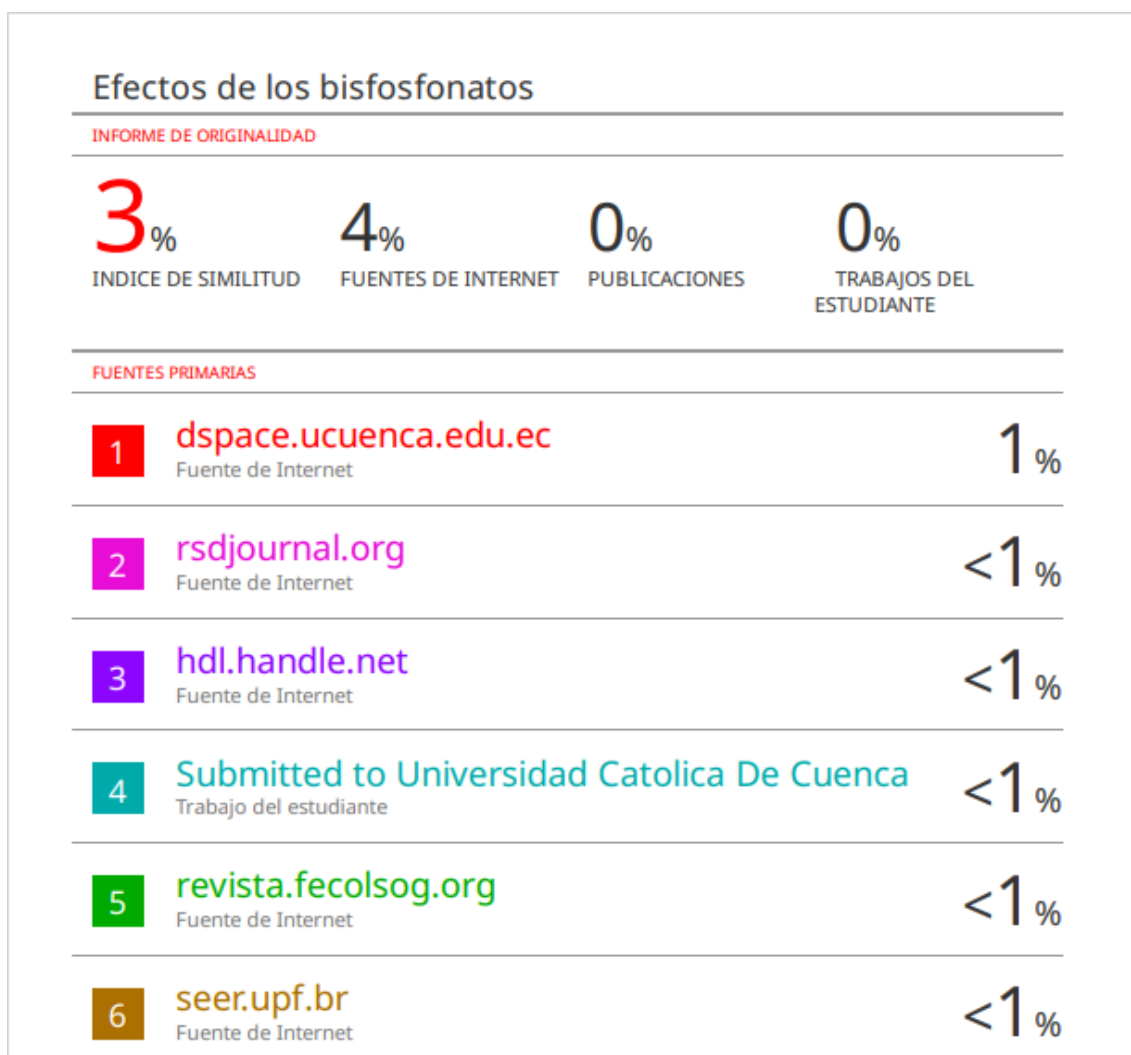 Efectos de los bisfosfonatos
INFORME DE ORIGINALIDAD
3% 4% 0% 0%
INDICE DE SIMILITUD FUENTES DE INTERNET PUBLICACIONES TRABAJOS DEL
ESTUDIANTE
FUENTES PRIMARIAS
1 dspace.ucuenca.edu.ec 1%
Fuente de Internet
2 rsdjournal.org <1%
Fuente de Internet
3 hdl.handle.net <1%
Fuente de Internet
4 Submitted to Universidad Catolica De Cuenca <1%
Trabajo del estudiante
5 revista.fecolsog.org <1%
Fuente de Internet
6 seer.upf.br <1%
Fuente de Internet